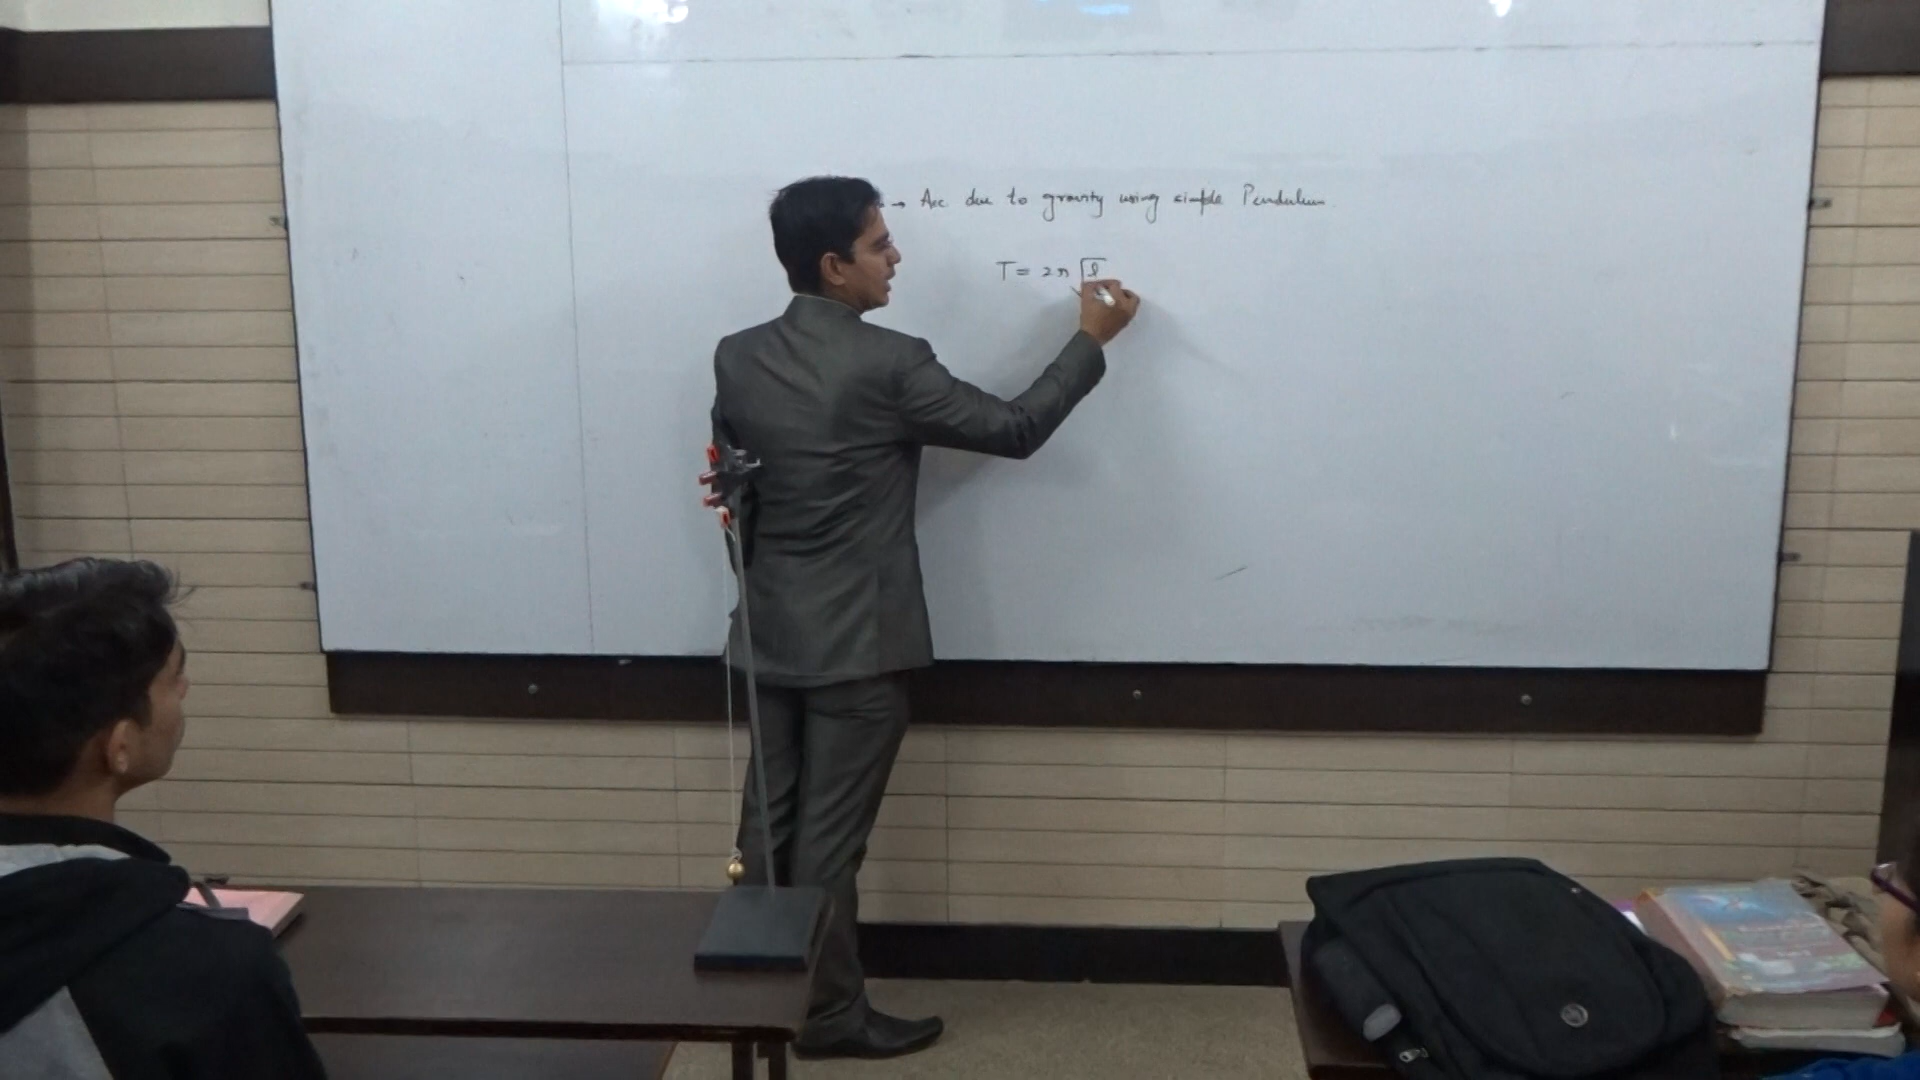 → Acc due to gravity using simple Pendulum.
T = 2π √l